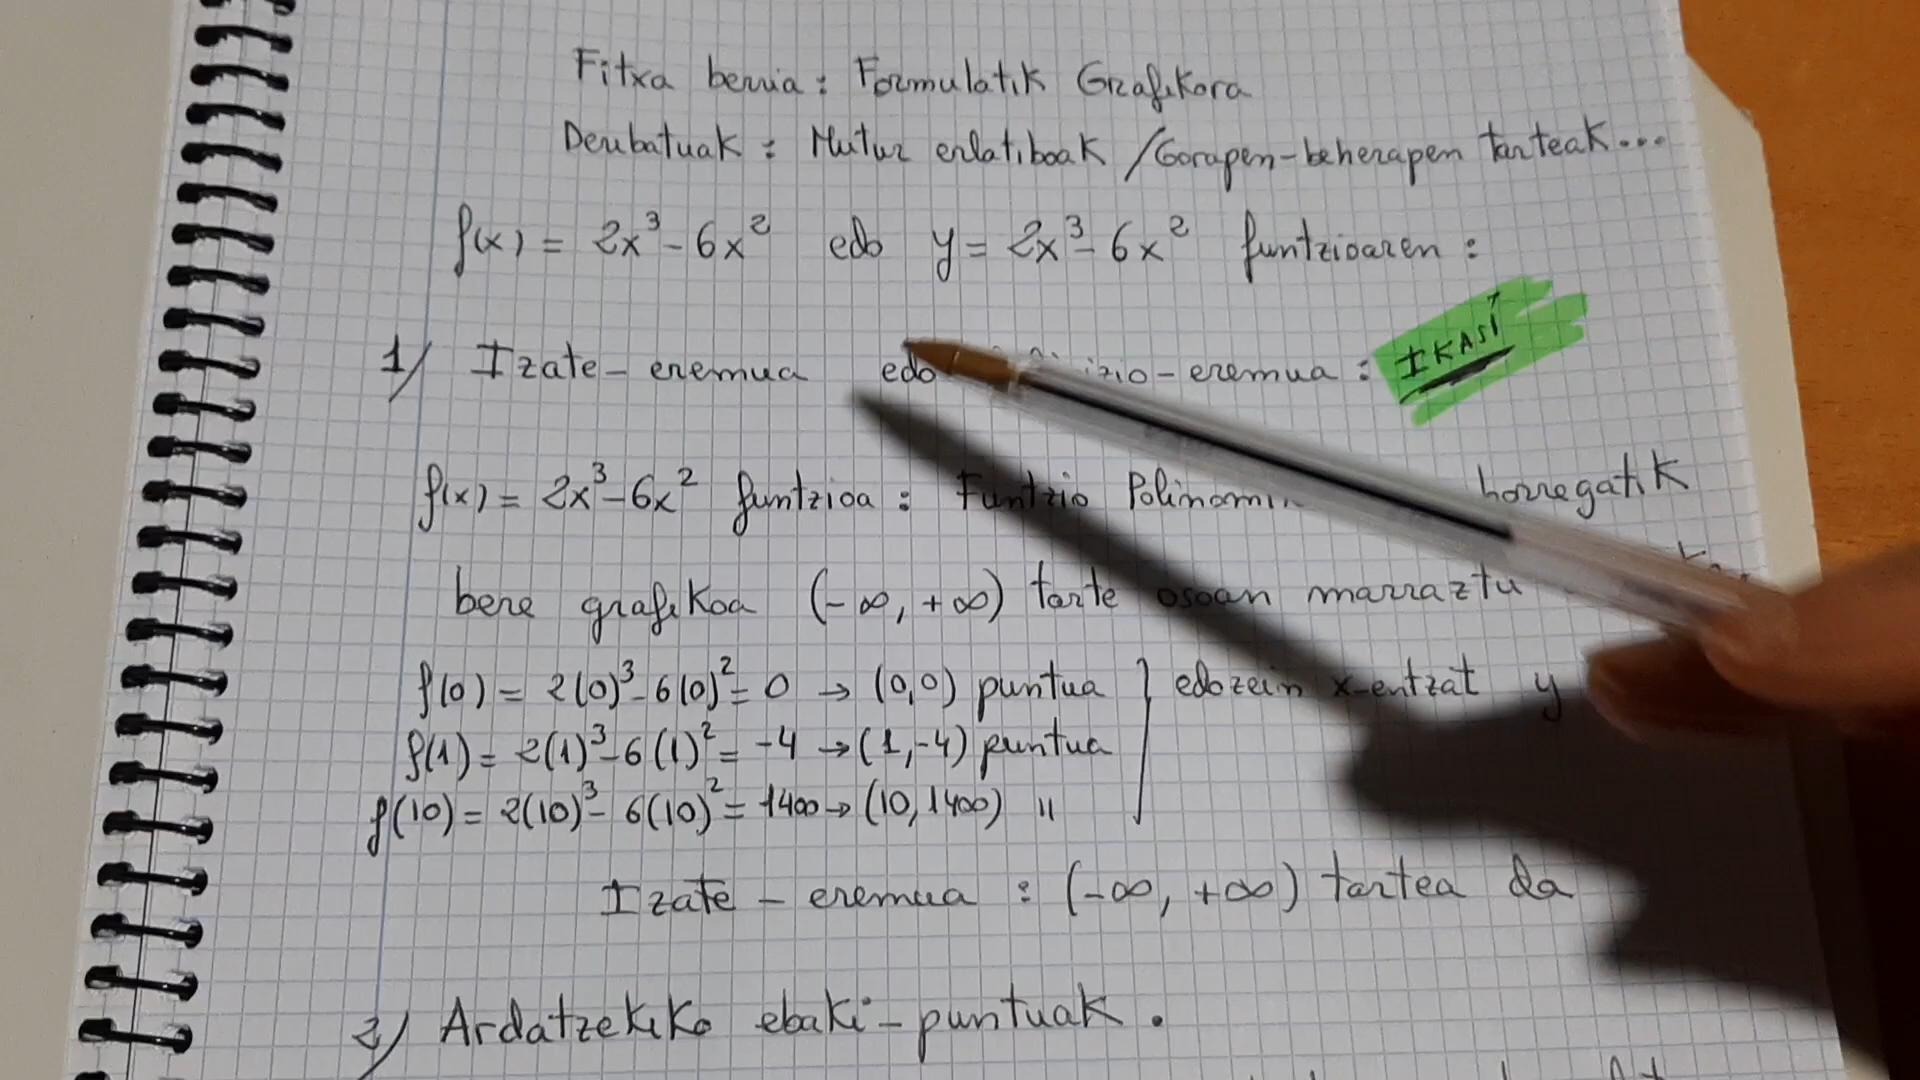 Fitxa berria : Formulatik Grafikora
Deribatuak : Mutur erlatiboak / Gorapen-beherapen tarteak...
f(x) = 2x³ - 6x² edo y = 2x³ - 6x² funtzioaren :
IKASI
1) Izate - eremua edo - eremua :
f(x) = 2x³ - 6x² funtzioa : Funtzio horregatik
bere grafikoa (-∞, +∞) tarte osoan marraztu
f(0) = 2(0)³ - 6(0)² = 0 → (0,0) puntua } edozein x-entzat y
f(1) = 2(1)³ - 6(1)² = -4 → (1,-4) puntua
f(10) = 2(10)³ - 6(10)² = 1400 → (10, 1400) "
Izate - eremua : (-∞, +∞) tartea da
2) Ardatzekiko ebaki - puntuak .